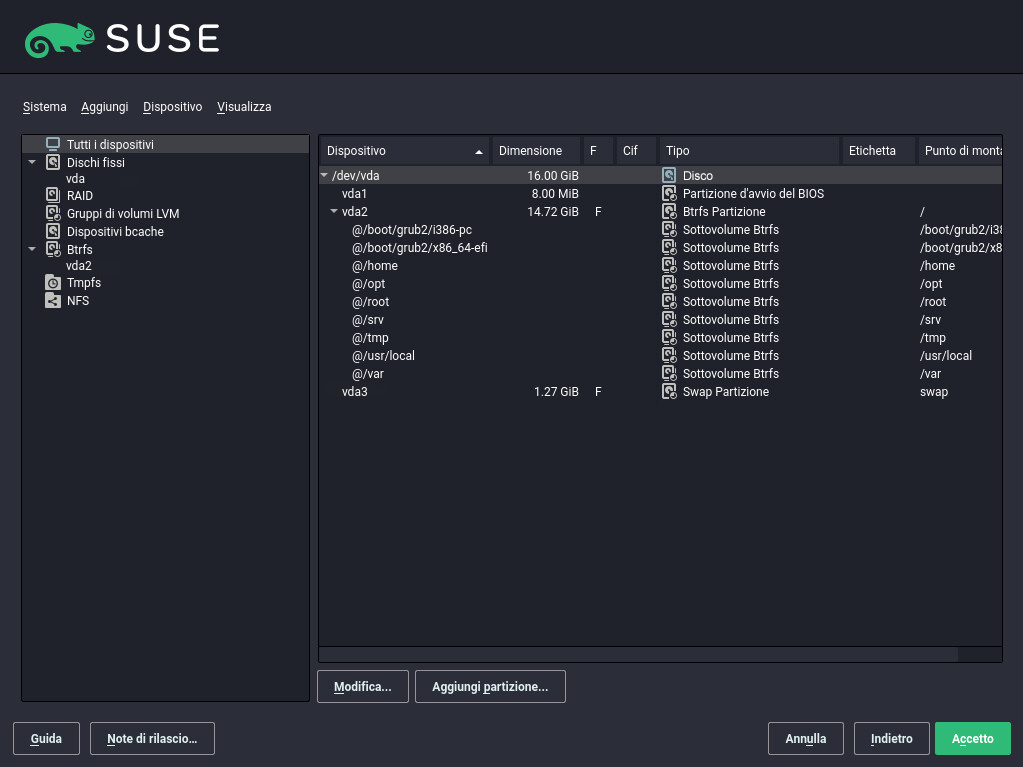 SUSE
Sistema Aggiungi Dispositivo Visualizza
Tutti i dispositivi
Dischi fissi
vda
RAID
Gruppi di volumi LVM
Dispositivi bcache
Btrfs
vda2
Tmpfs
NFS
Dispositivo Dimensione F Cif Tipo Etichetta Punto di monta
/dev/vda 16.00 GiB Disco
vda1 8.00 MiB Partizione d'avvio del BIOS
vda2 14.72 GiB F Btrfs Partizione /
@/boot/grub2/i386-pc Sottovolume Btrfs /boot/grub2/i38
@/boot/grub2/x86_64-efi Sottovolume Btrfs /boot/grub2/x8
@/home Sottovolume Btrfs /home
@/opt Sottovolume Btrfs /opt
@/root Sottovolume Btrfs /root
@/srv Sottovolume Btrfs /srv
@/tmp Sottovolume Btrfs /tmp
@/usr/local Sottovolume Btrfs /usr/local
@/var Sottovolume Btrfs /var
vda3 1.27 GiB F Swap Partizione swap
Modifica... Aggiungi partizione...
Guida Note di rilascio... Annulla Indietro Accetto